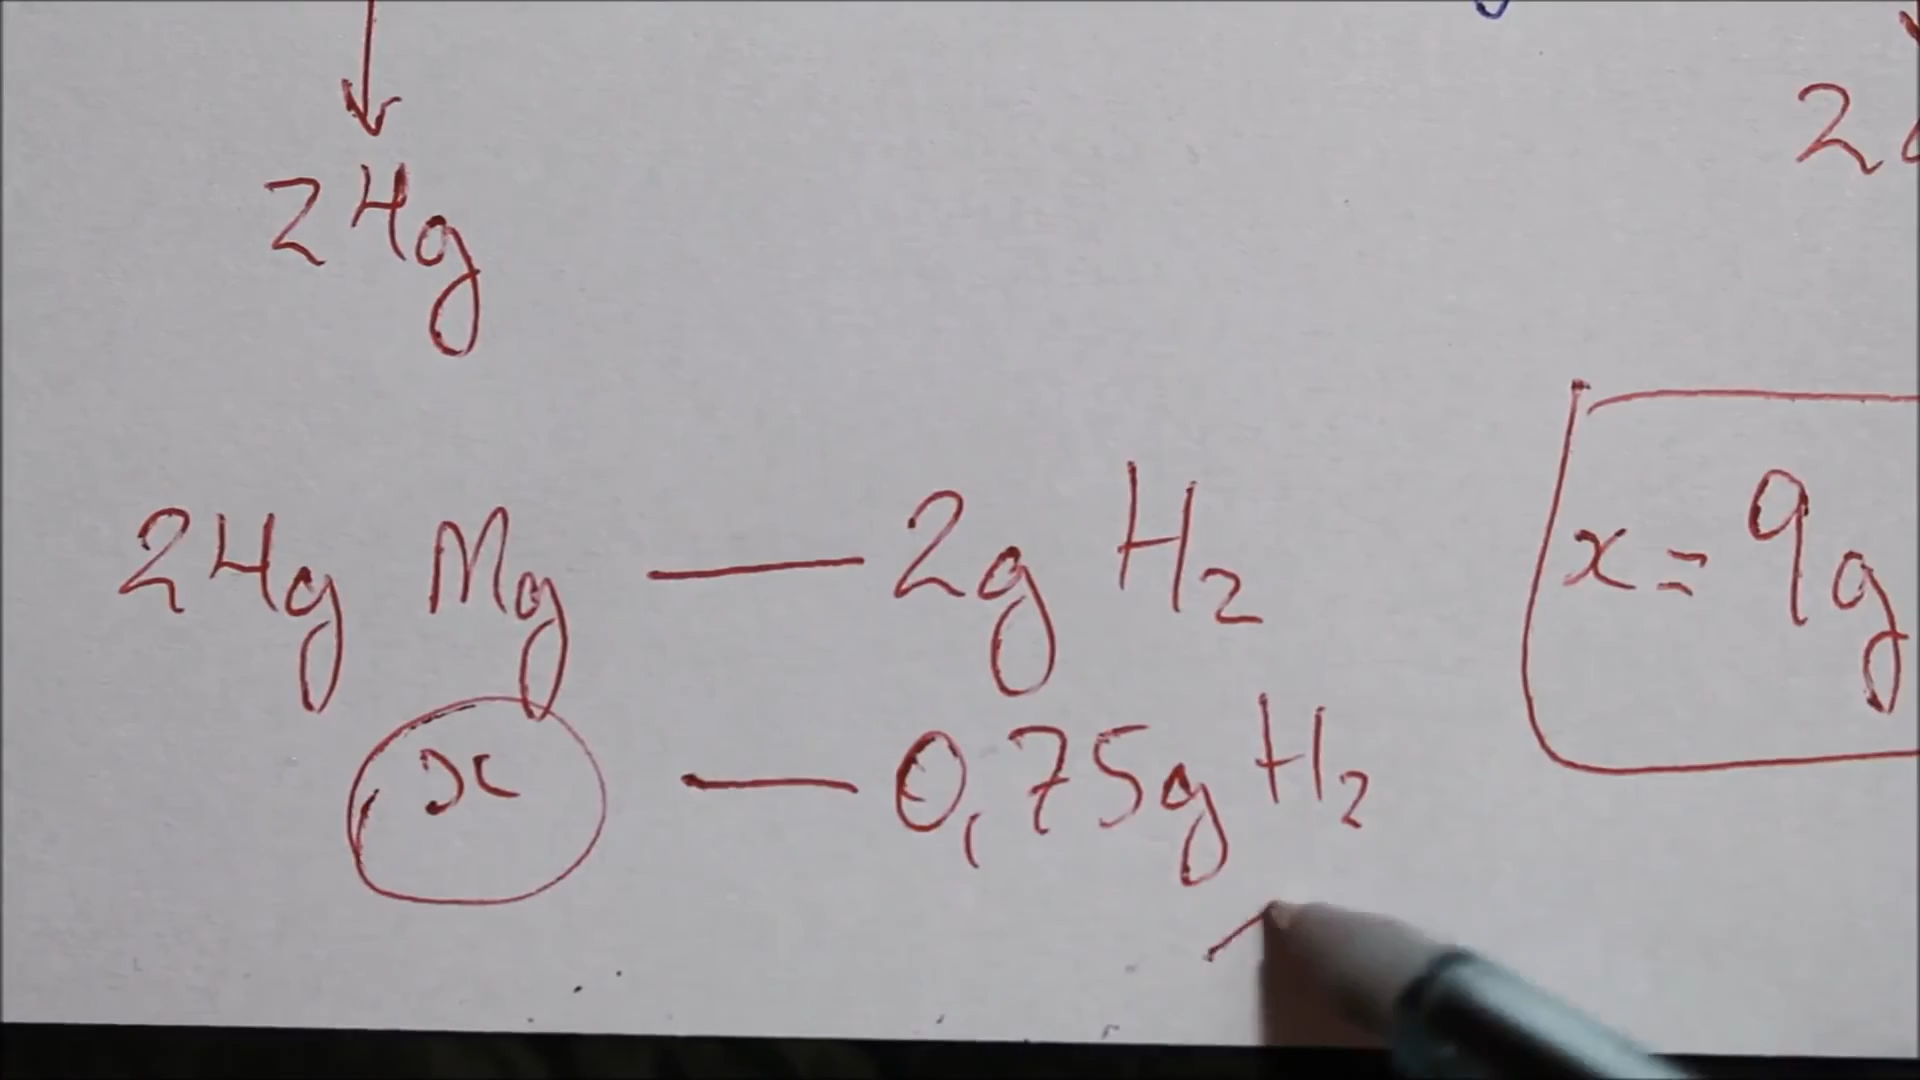 24g
24g Mg — 2g H₂
x — 0,75g H₂
x = 9g